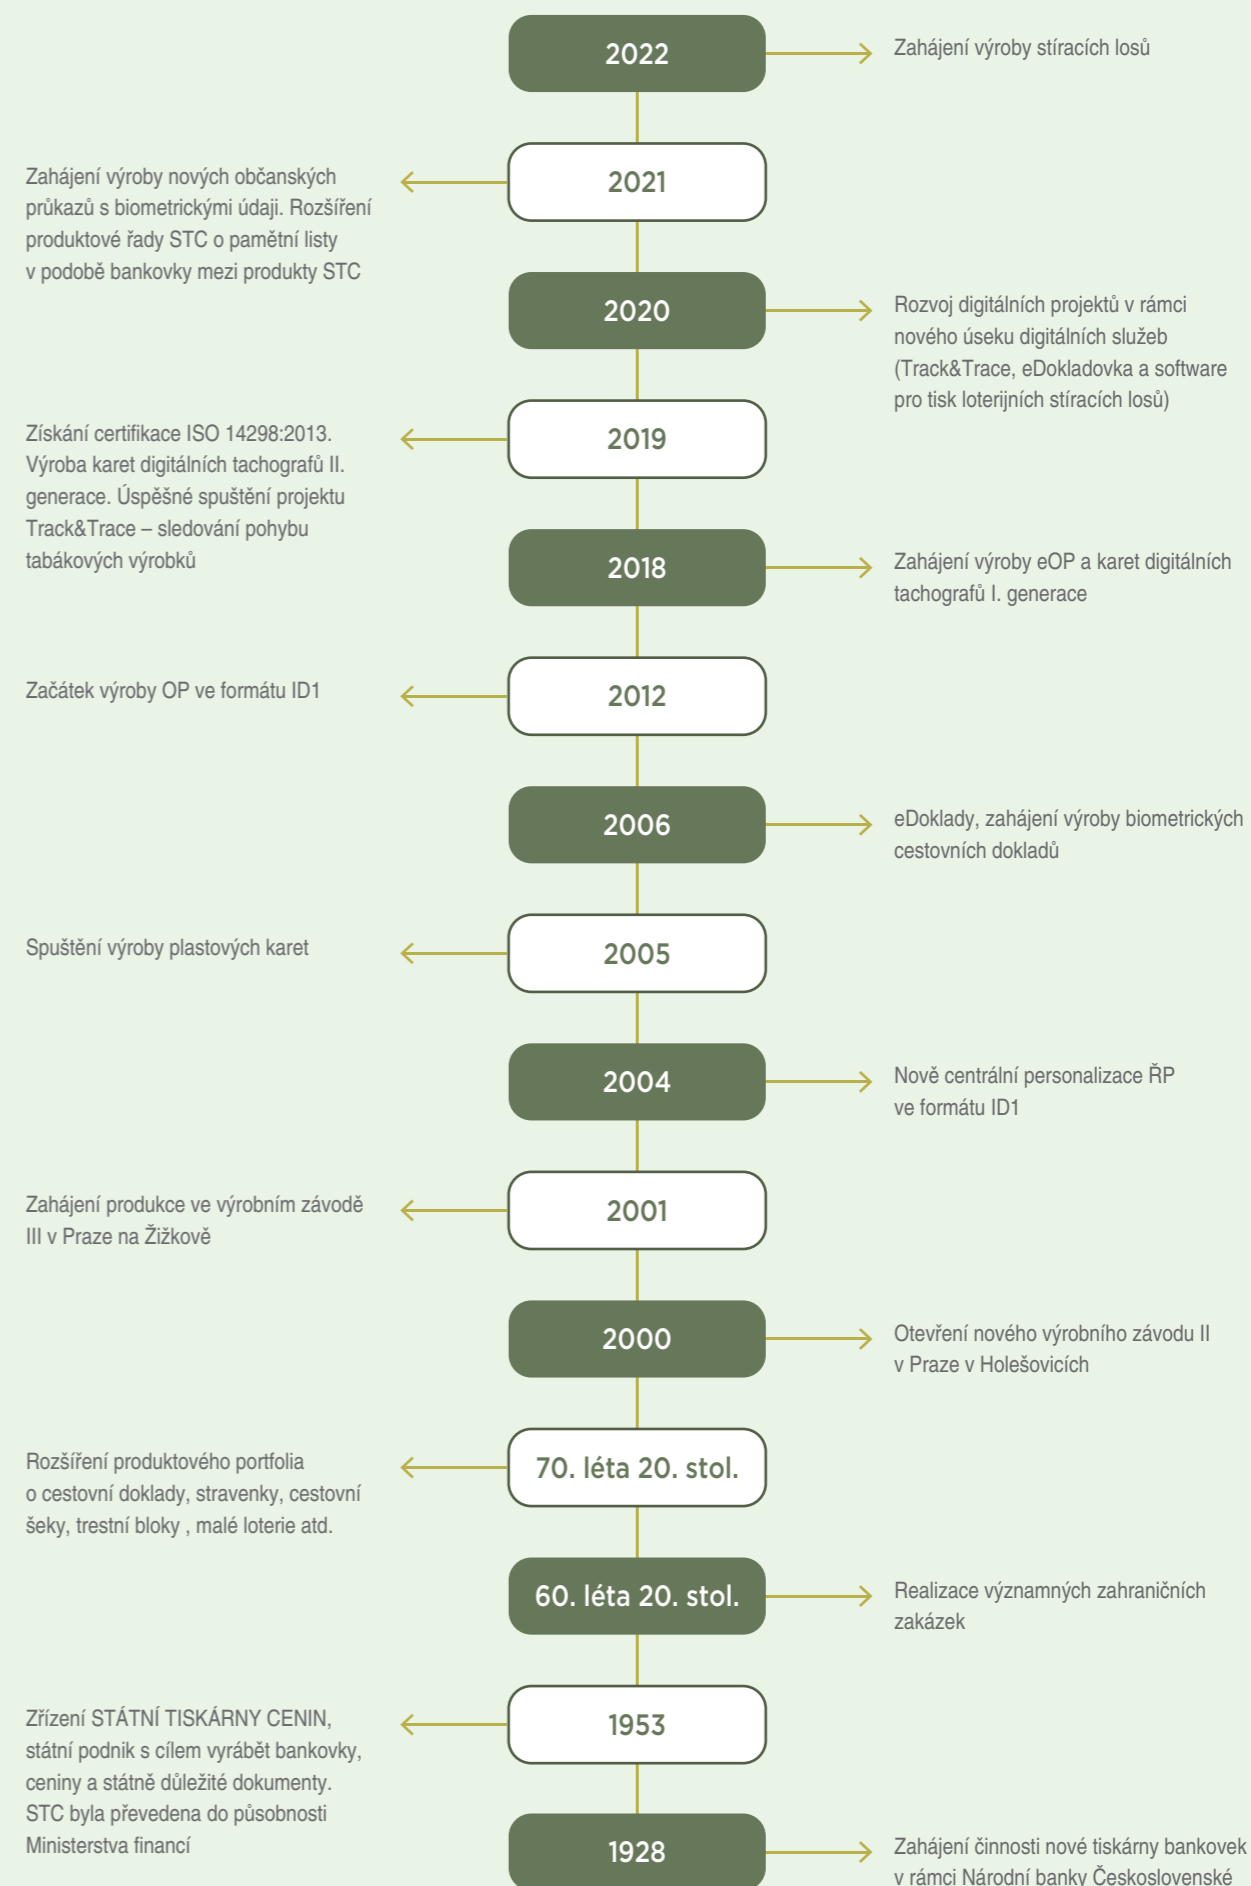 2022
Zahájení výroby stíracích losů
2021
Zahájení výroby nových občanských
průkazů s biometrickými údaji. Rozšíření
produktové řady STC o pamětní listy
v podobě bankovky mezi produkty STC
2020
Rozvoj digitálních projektů v rámci
nového úseku digitálních služeb
(Track&Trace, eDokladovka a software
pro tisk loterijních stíracích losů)
2019
Získání certifikace ISO 14298:2013.
Výroba karet digitálních tachografů II.
generace. Úspěšné spuštění projektu
Track&Trace – sledování pohybu
tabákových výrobků
2018
Zahájení výroby eOP a karet digitálních
tachografů I. generace
2012
Začátek výroby OP ve formátu ID1
2006
eDoklady, zahájení výroby biometrických
cestovních dokladů
2005
Spuštění výroby plastových karet
2004
Nově centrální personalizace ŘP
ve formátu ID1
2001
Zahájení produkce ve výrobním závodě
III v Praze na Žižkově
2000
Otevření nového výrobního závodu II
v Praze v Holešovicích
70. léta 20. stol.
Rozšíření produktového portfolia
o cestovní doklady, stravenky, cestovní
šeky, trestní bloky , malé loterie atd.
60. léta 20. stol.
Realizace významných zahraničních
zakázek
1953
Zřízení STÁTNÍ TISKÁRNY CENIN,
státní podnik s cílem vyrábět bankovky,
ceniny a státně důležité dokumenty.
STC byla převedena do působnosti
Ministerstva financí
1928
Zahájení činnosti nové tiskárny bankovek
v rámci Národní banky Československé